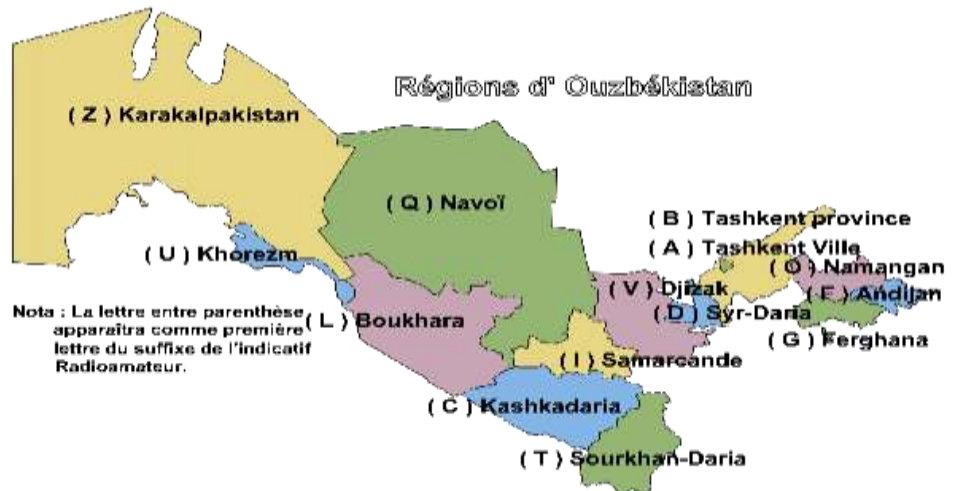 Régions d' Ouzbékistan
( Z ) Karakalpakistan
( Q ) Navoï
( B ) Tashkent province
( A ) Tashkent Ville
( U ) Khorezm
( O ) Namangan
( V ) Djizak
( F ) Andijan
Nota : La lettre entre parenthèse
apparaîtra comme première
lettre du suffixe de l'indicatif
Radioamateur.
( L ) Boukhara
( D ) Syr-Daria
( G ) Ferghana
( I ) Samarcande
( C ) Kashkadaria
( T ) Sourkhan-Daria